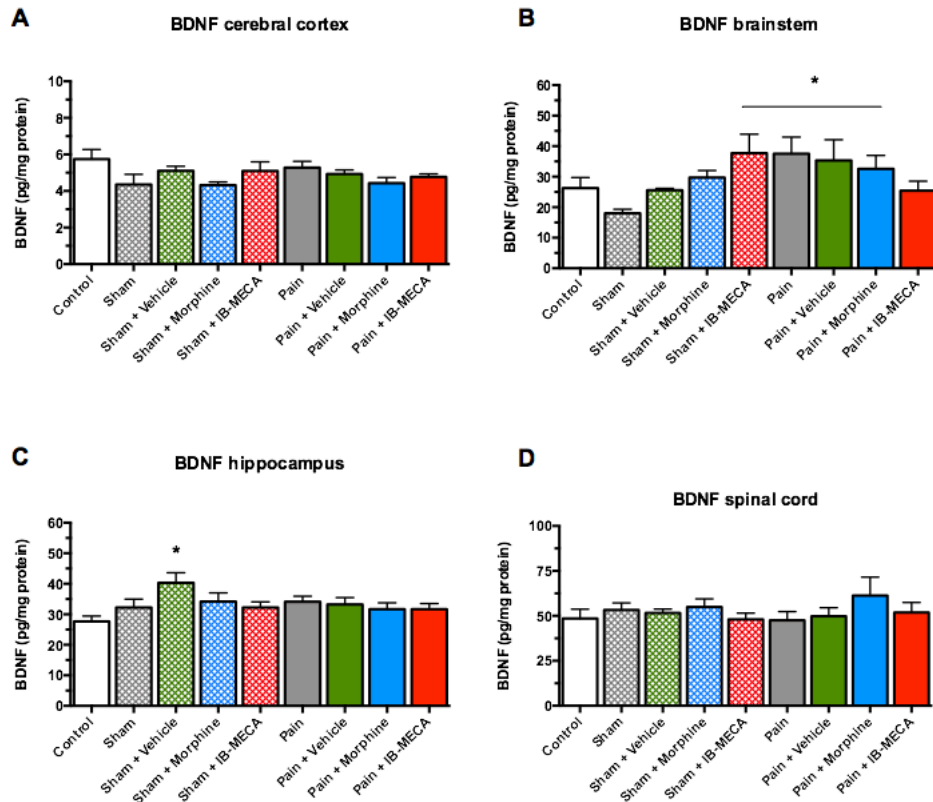 A
BDNF cerebral cortex
BDNF (pg/mg protein)
10
8
6
4
2
0
Control
Sham
Sham + Vehicle
Sham + Morphine
Sham + IB-MECA
Pain
Pain + Vehicle
Pain + Morphine
Pain + IB-MECA
B
BDNF brainstem
BDNF (pg/mg protein)
60
50
40
30
20
10
0
*
Control
Sham
Sham + Vehicle
Sham + Morphine
Sham + IB-MECA
Pain
Pain + Vehicle
Pain + Morphine
Pain + IB-MECA
C
BDNF hippocampus
BDNF (pg/mg protein)
60
50
40
30
20
10
0
*
Control
Sham
Sham + Vehicle
Sham + Morphine
Sham + IB-MECA
Pain
Pain + Vehicle
Pain + Morphine
Pain + IB-MECA
D
BDNF spinal cord
BDNF (pg/mg protein)
100
75
50
25
0
Control
Sham
Sham + Vehicle
Sham + Morphine
Sham + IB-MECA
Pain
Pain + Vehicle
Pain + Morphine
Pain + IB-MECA